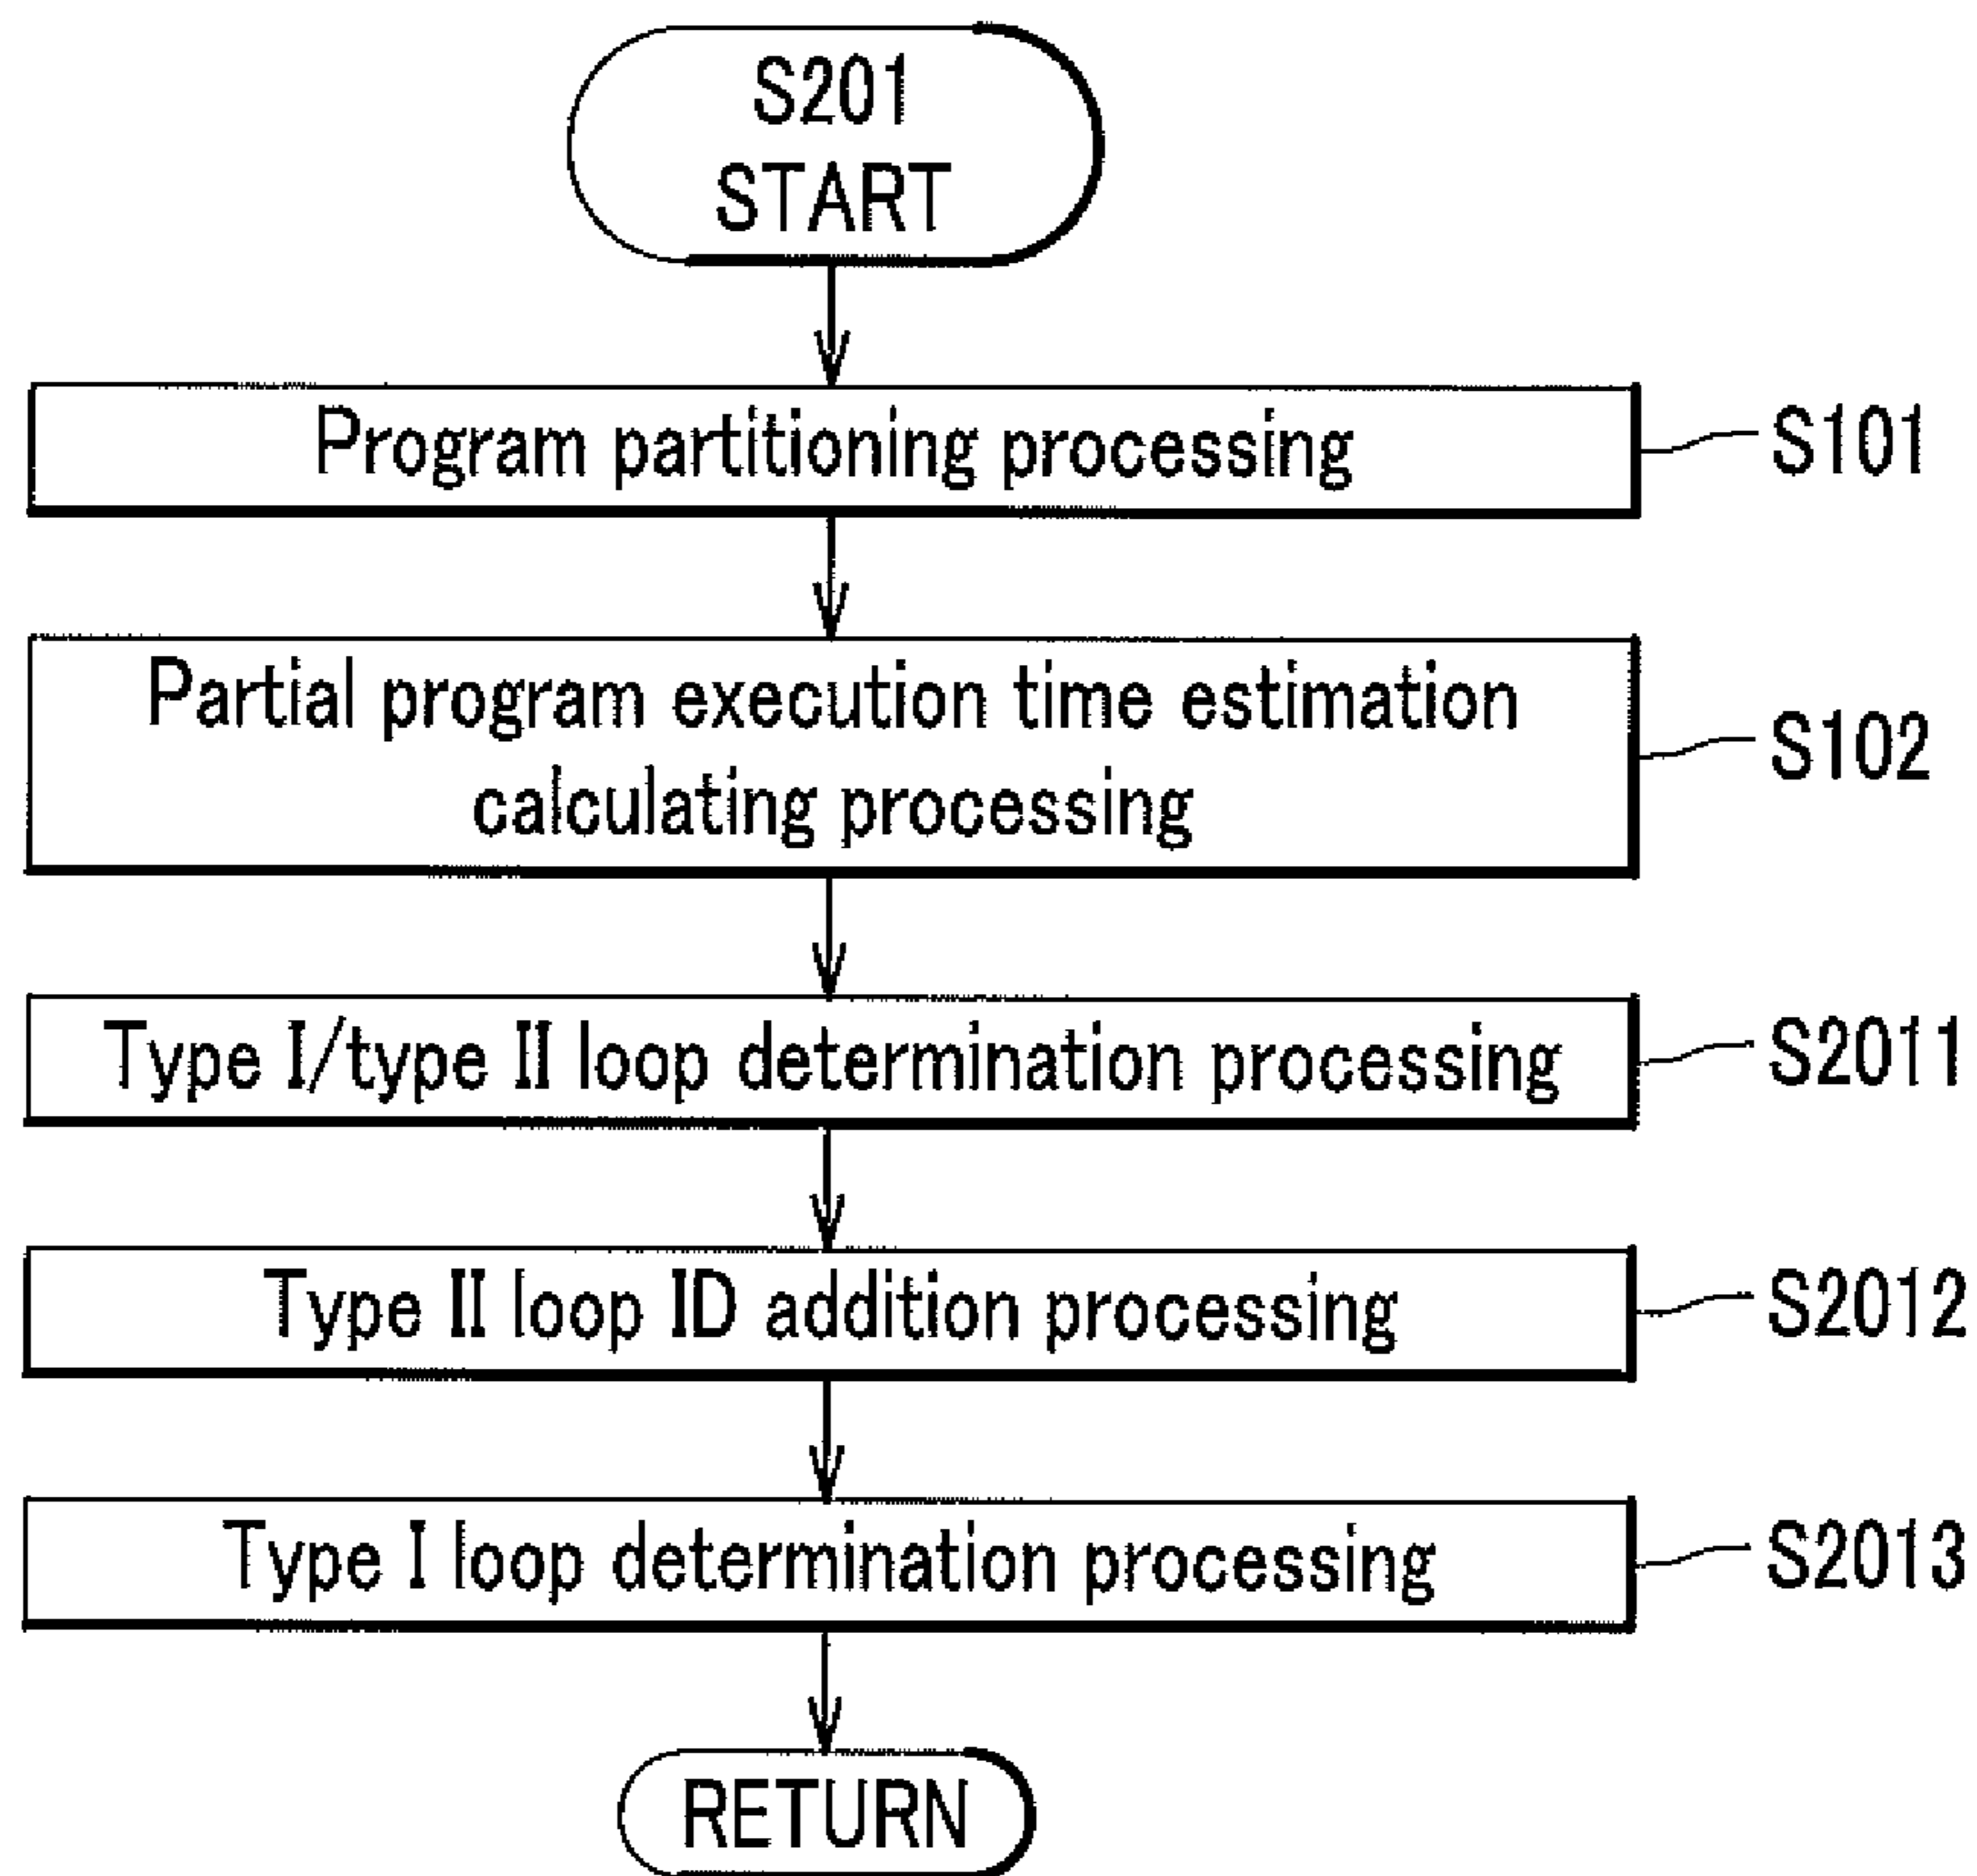 S201
START
Program partitioning processing
S101
Partial program execution time estimation
calculating processing
S102
Type I/type II loop determination processing
S2011
Type II loop ID addition processing
S2012
Type I loop determination processing
S2013
RETURN